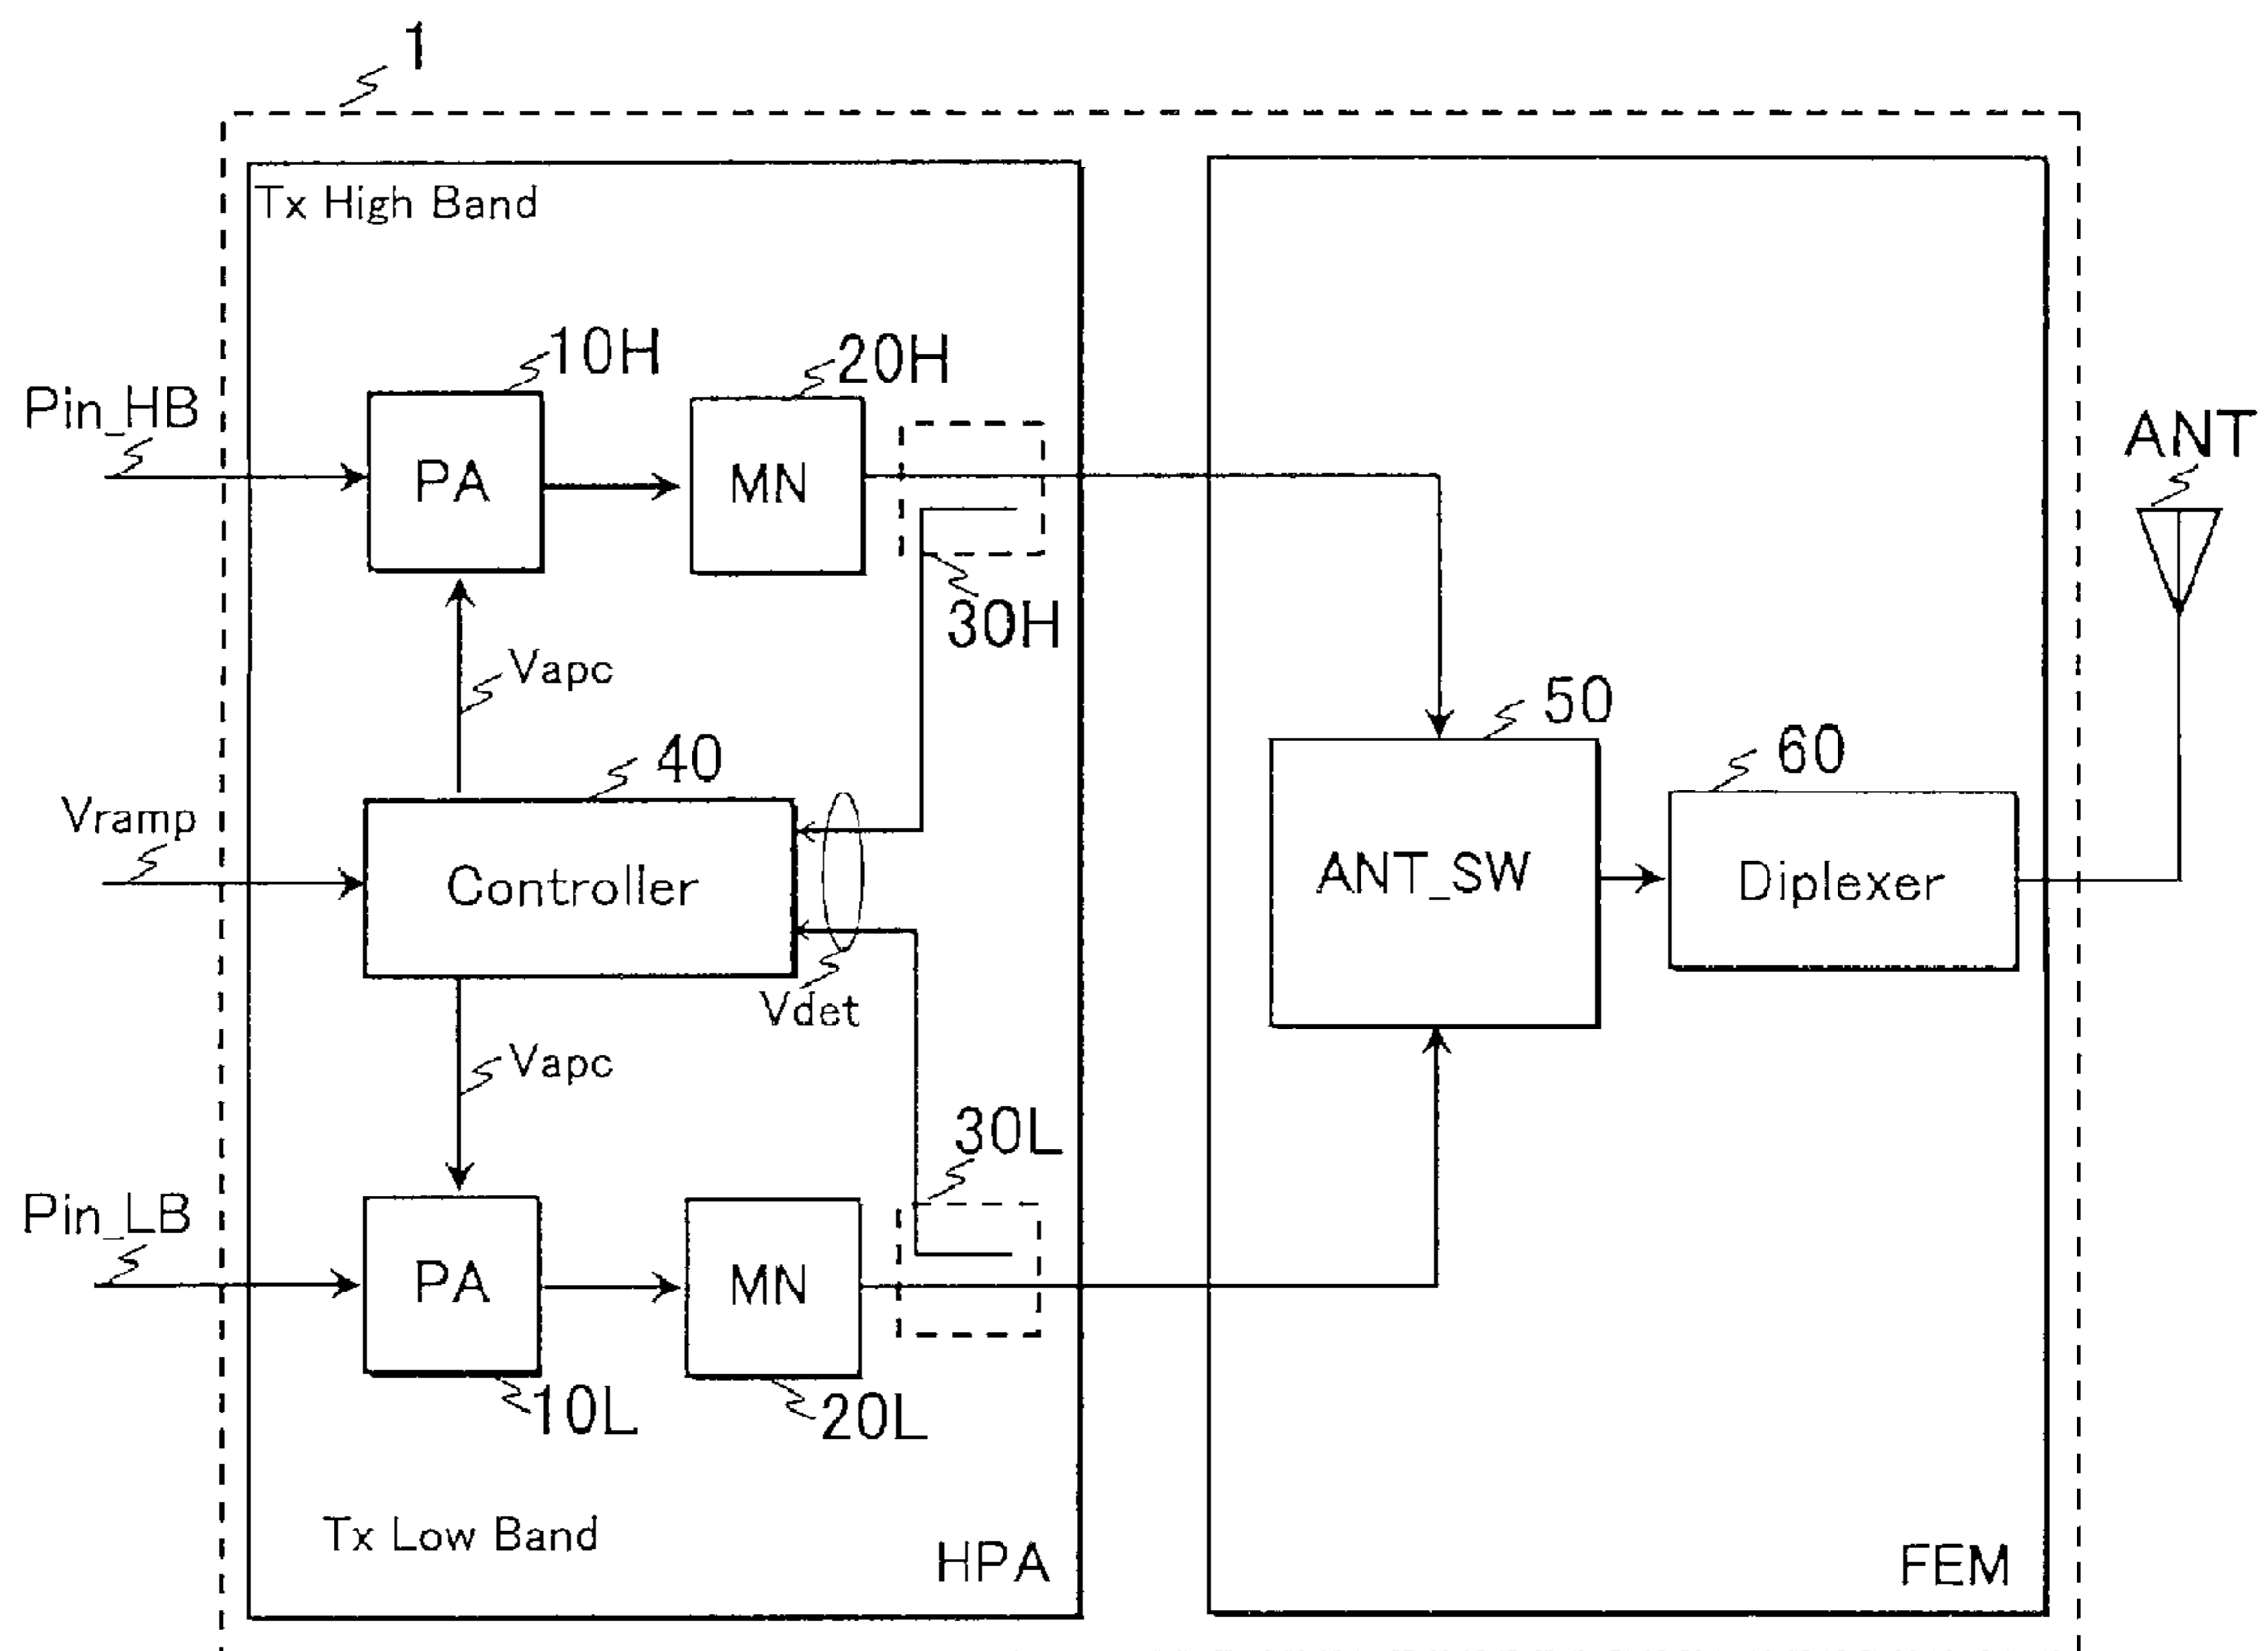 1
Tx High Band
10H
20H
Pin_HB
PA
MN
ANT
30H
Vapc
50
40
60
Vramp
Controller
ANT_SW
Diplexer
Vdet
Vapc
30L
Pin_LB
PA
MN
10L
20L
Tx Low Band
HPA
FEM